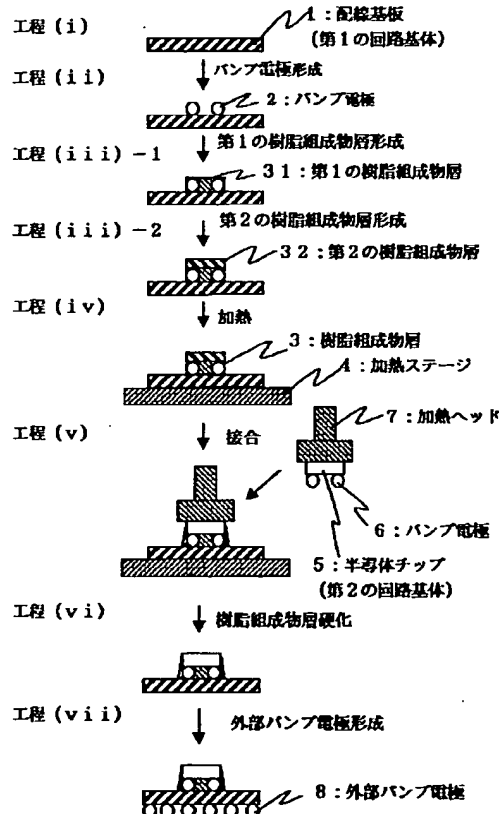 工程(i)
1:配線基板
(第1の回路基体)
工程(ii)
バンプ電極形成
2:バンプ電極
第1の樹脂組成物層形成
工程(iii)-1
31:第1の樹脂組成物層
第2の樹脂組成物層形成
工程(iii)-2
32:第2の樹脂組成物層
工程(iv)
加熱
3:樹脂組成物層
4:加熱ステージ
工程(v)
接合
7:加熱ヘッド
6:バンプ電極
5:半導体チップ
(第2の回路基体)
工程(vi)
樹脂組成物層硬化
工程(vii)
外部バンプ電極形成
8:外部バンプ電極